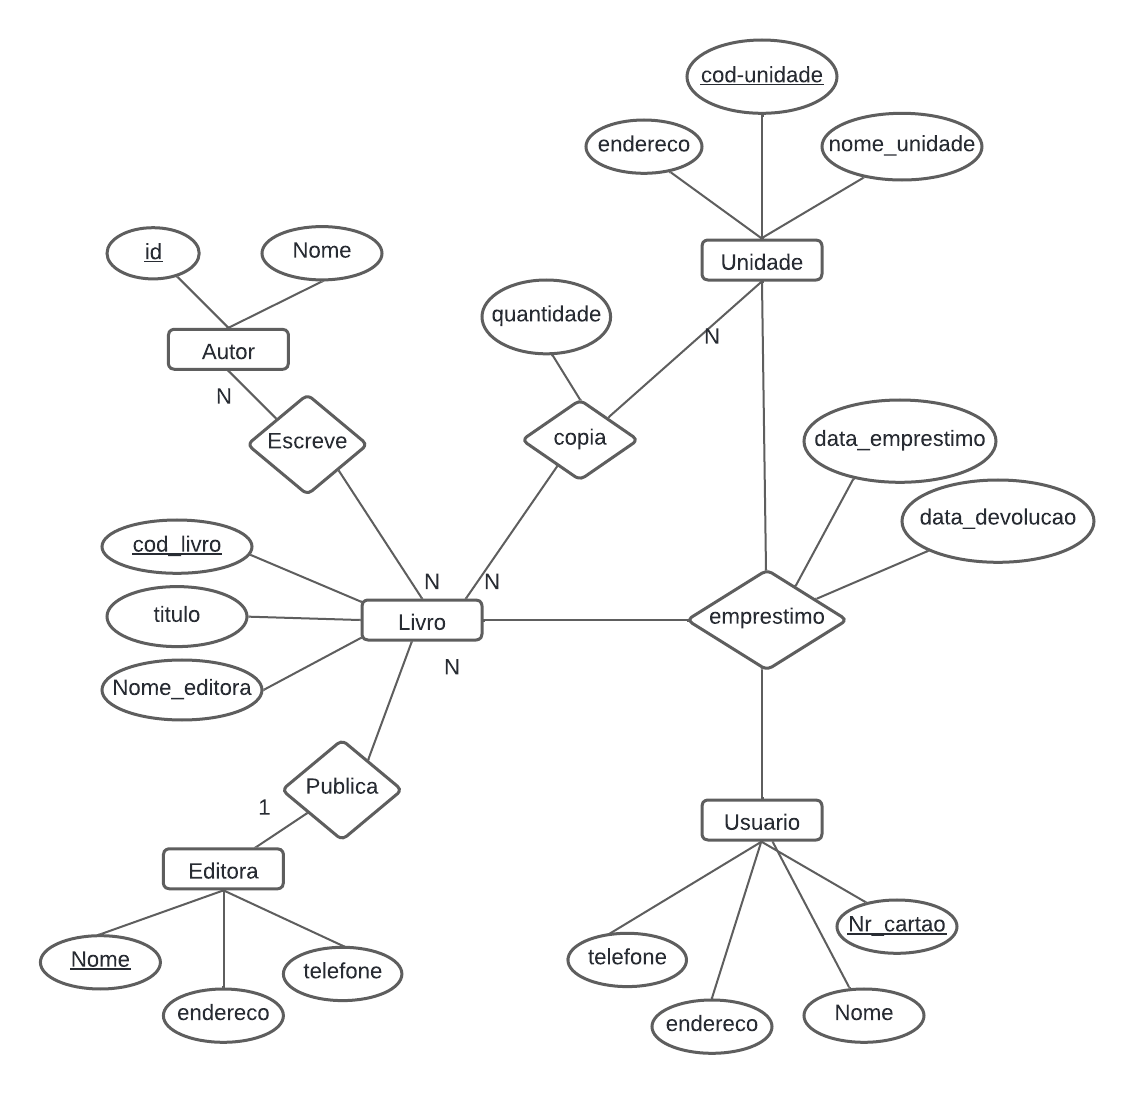 cod-unidade
endereco
nome_unidade
id
Nome
Unidade
quantidade
N
Autor
N
data_emprestimo
Escreve
copia
data_devolucao
cod_livro
N
N
titulo
Livro
emprestimo
N
Nome_editora
Publica
1
Usuario
Editora
Nr_cartao
Nome
telefone
telefone
endereco
Nome
endereco